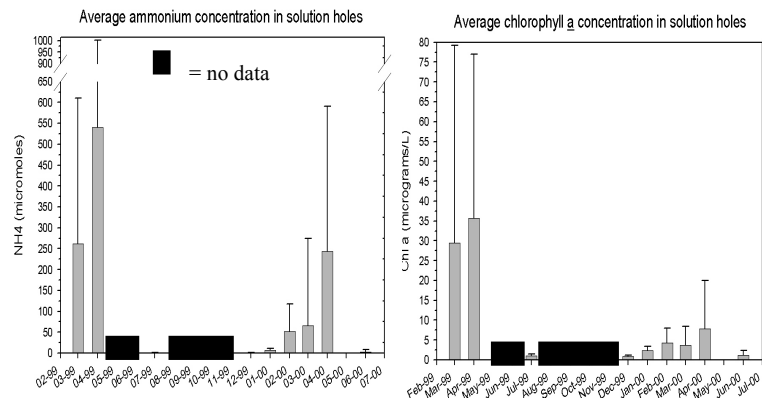 Average ammonium concentration in solution holes
1000
950
900
650
600
550
500
450
400
350
300
250
200
150
100
50
0
NH4 (micromoles)
= no data
02-99
03-99
04-99
05-99
06-99
07-99
08-99
09-99
10-99
11-99
12-99
01-00
02-00
03-00
04-00
05-00
06-00
07-00
Average chlorophyll a concentration in solution holes
80
75
70
65
60
55
50
45
40
35
30
25
20
15
10
5
0
Chl a (micrograms/L)
Feb-99
Mar-99
Apr-99
May-99
Jun-99
Jul-99
Aug-99
Sep-99
Oct-99
Nov-99
Dec-99
Jan-00
Feb-00
Mar-00
Apr-00
May-00
Jun-00
Jul-00